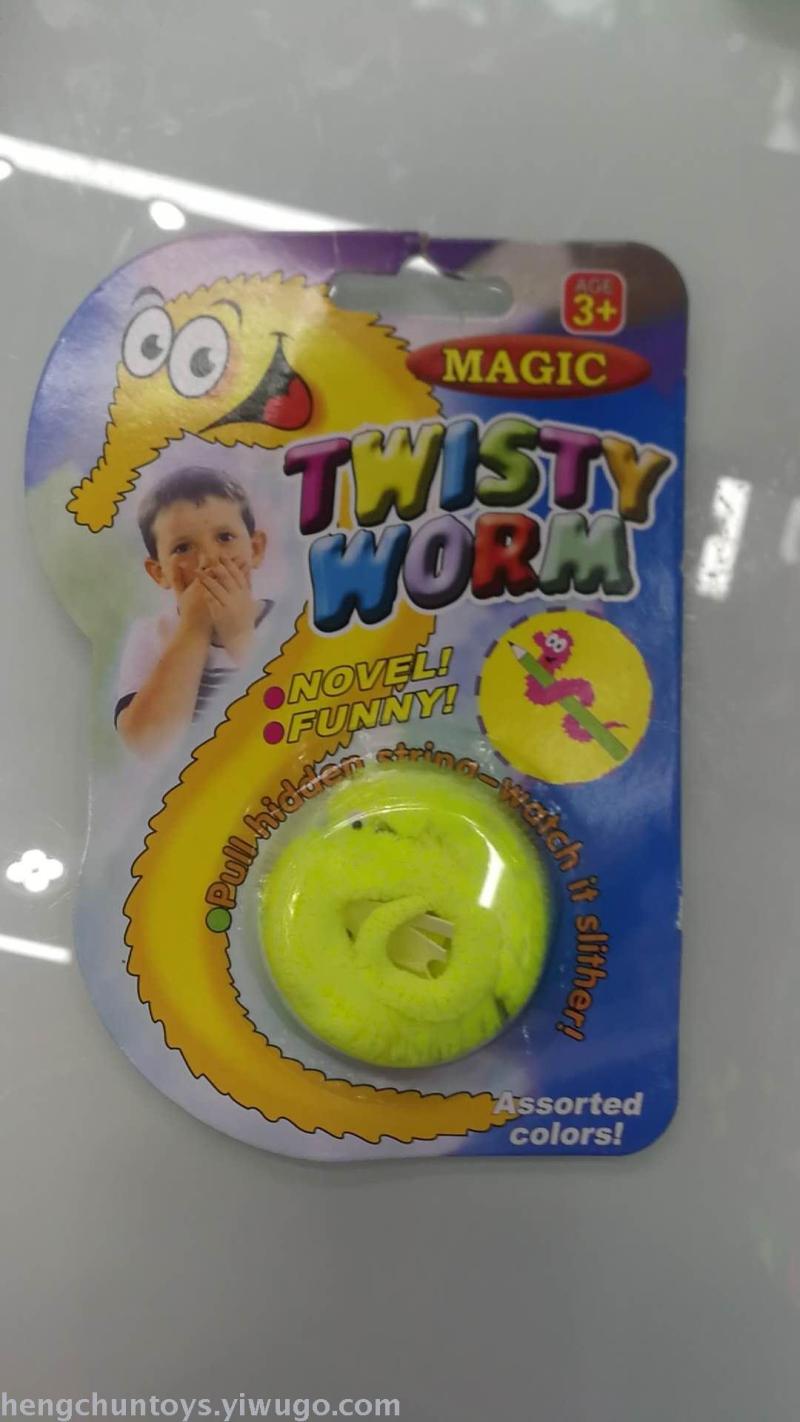 AGE
3+
MAGIC
TWISTY
WORM
NOVEL!
FUNNY!
Pull hidden string-watch it slither!
Assorted
colors!
hengchuntoys.yiwugo.com